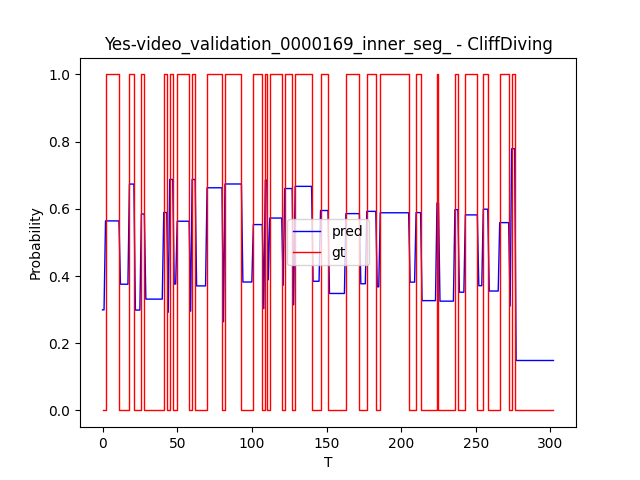 Yes-video_validation_0000169_inner_seg_ - CliffDiving
1.0
0.8
0.6
0.4
0.2
0.0
Probability
pred
gt
0 50 100 150 200 250 300
T